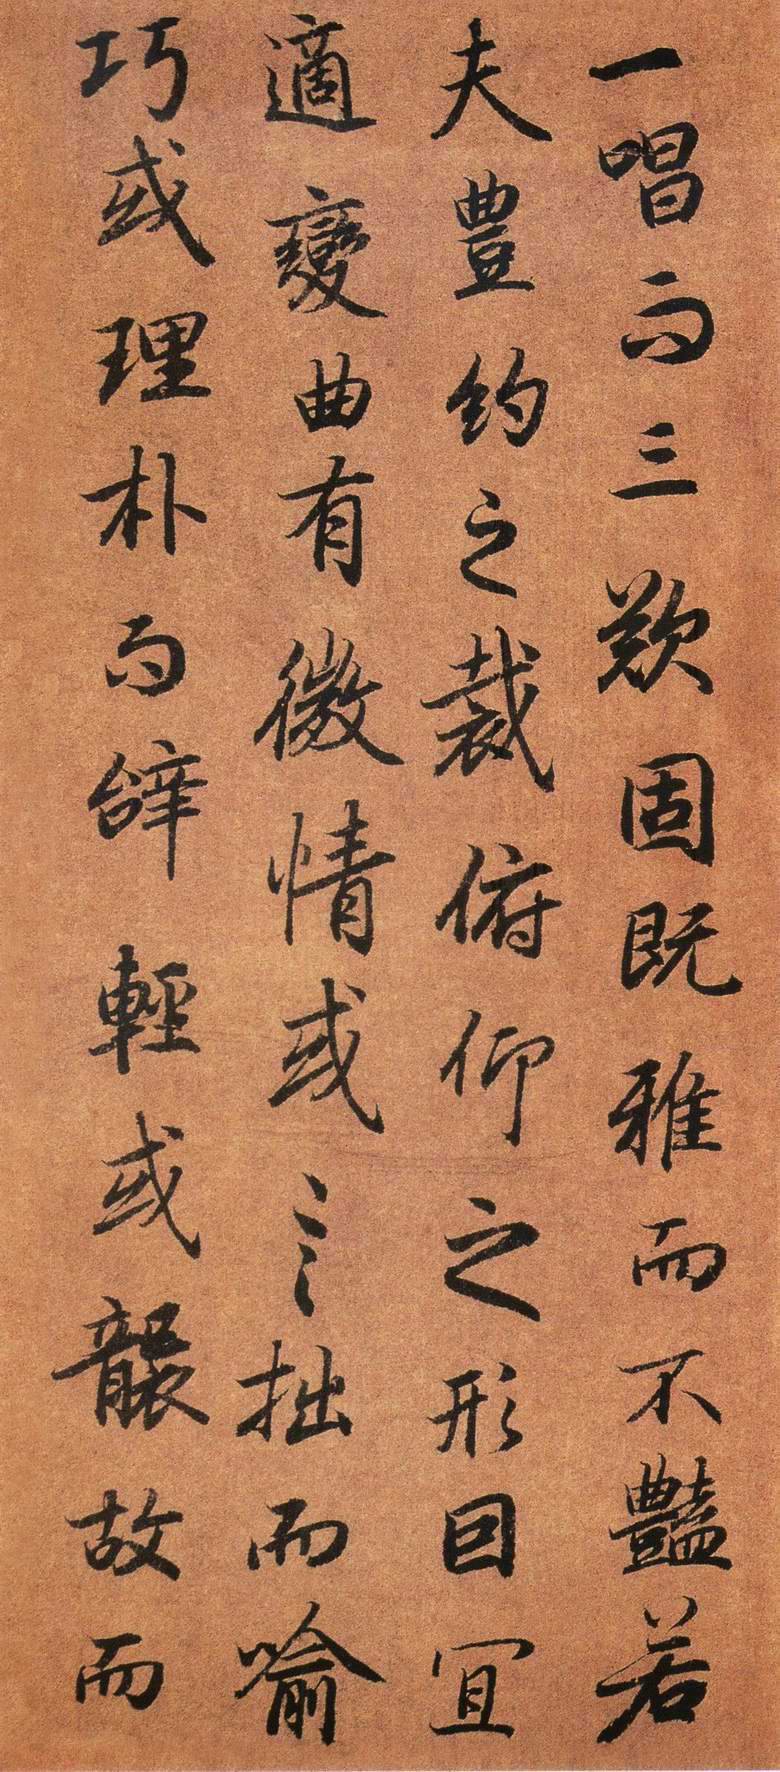 一唱而三歎固既雅而不豔若
夫豊約之裁俯仰之形因宜
適變曲有微情或言拙而喻
巧或理朴而辝輕或襲故而